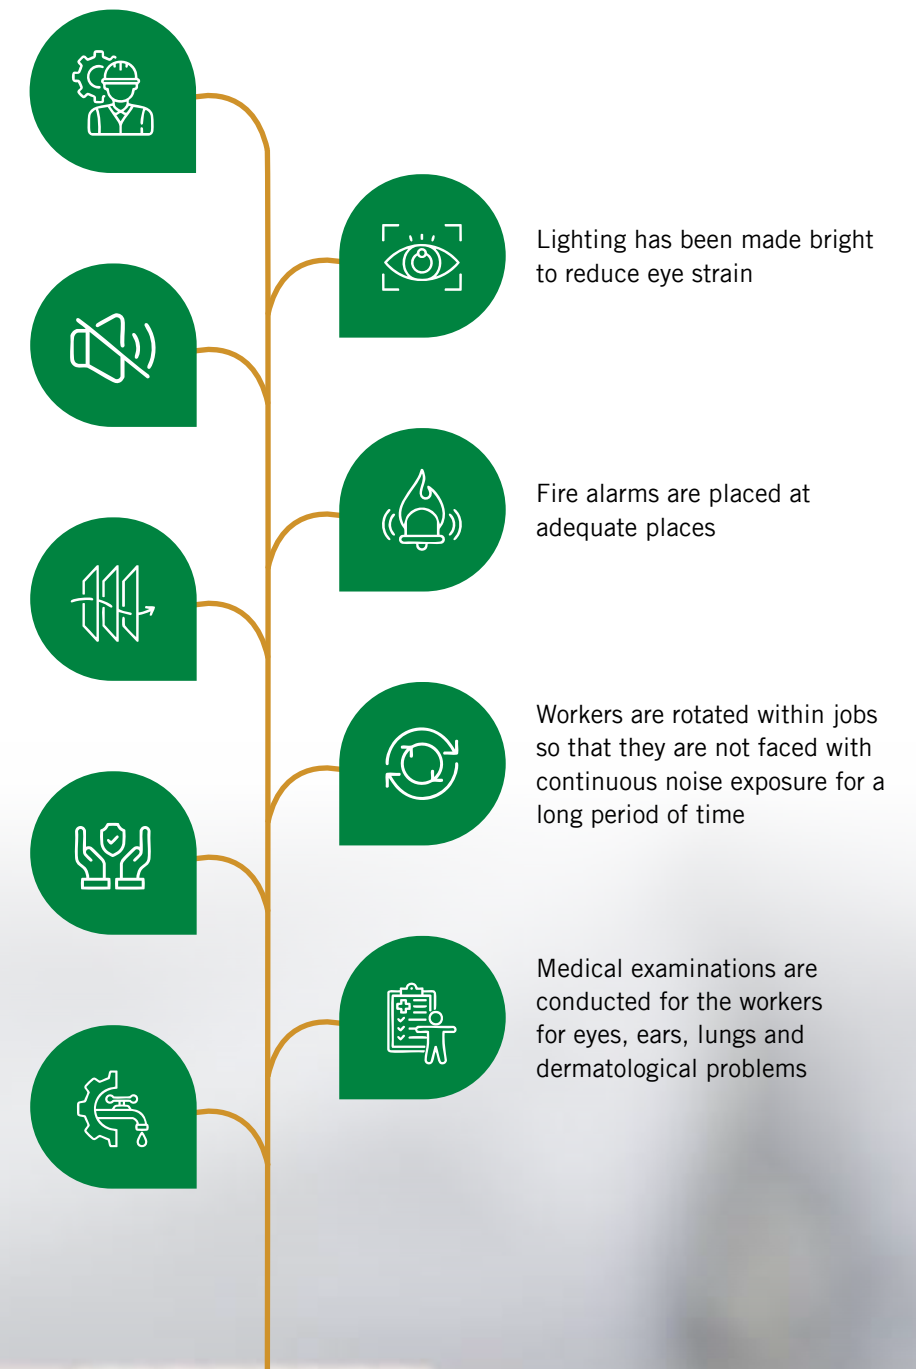 Lighting has been made bright
to reduce eye strain
Fire alarms are placed at
adequate places
Workers are rotated within jobs
so that they are not faced with
continuous noise exposure for a
long period of time
Medical examinations are
conducted for the workers
for eyes, ears, lungs and
dermatological problems